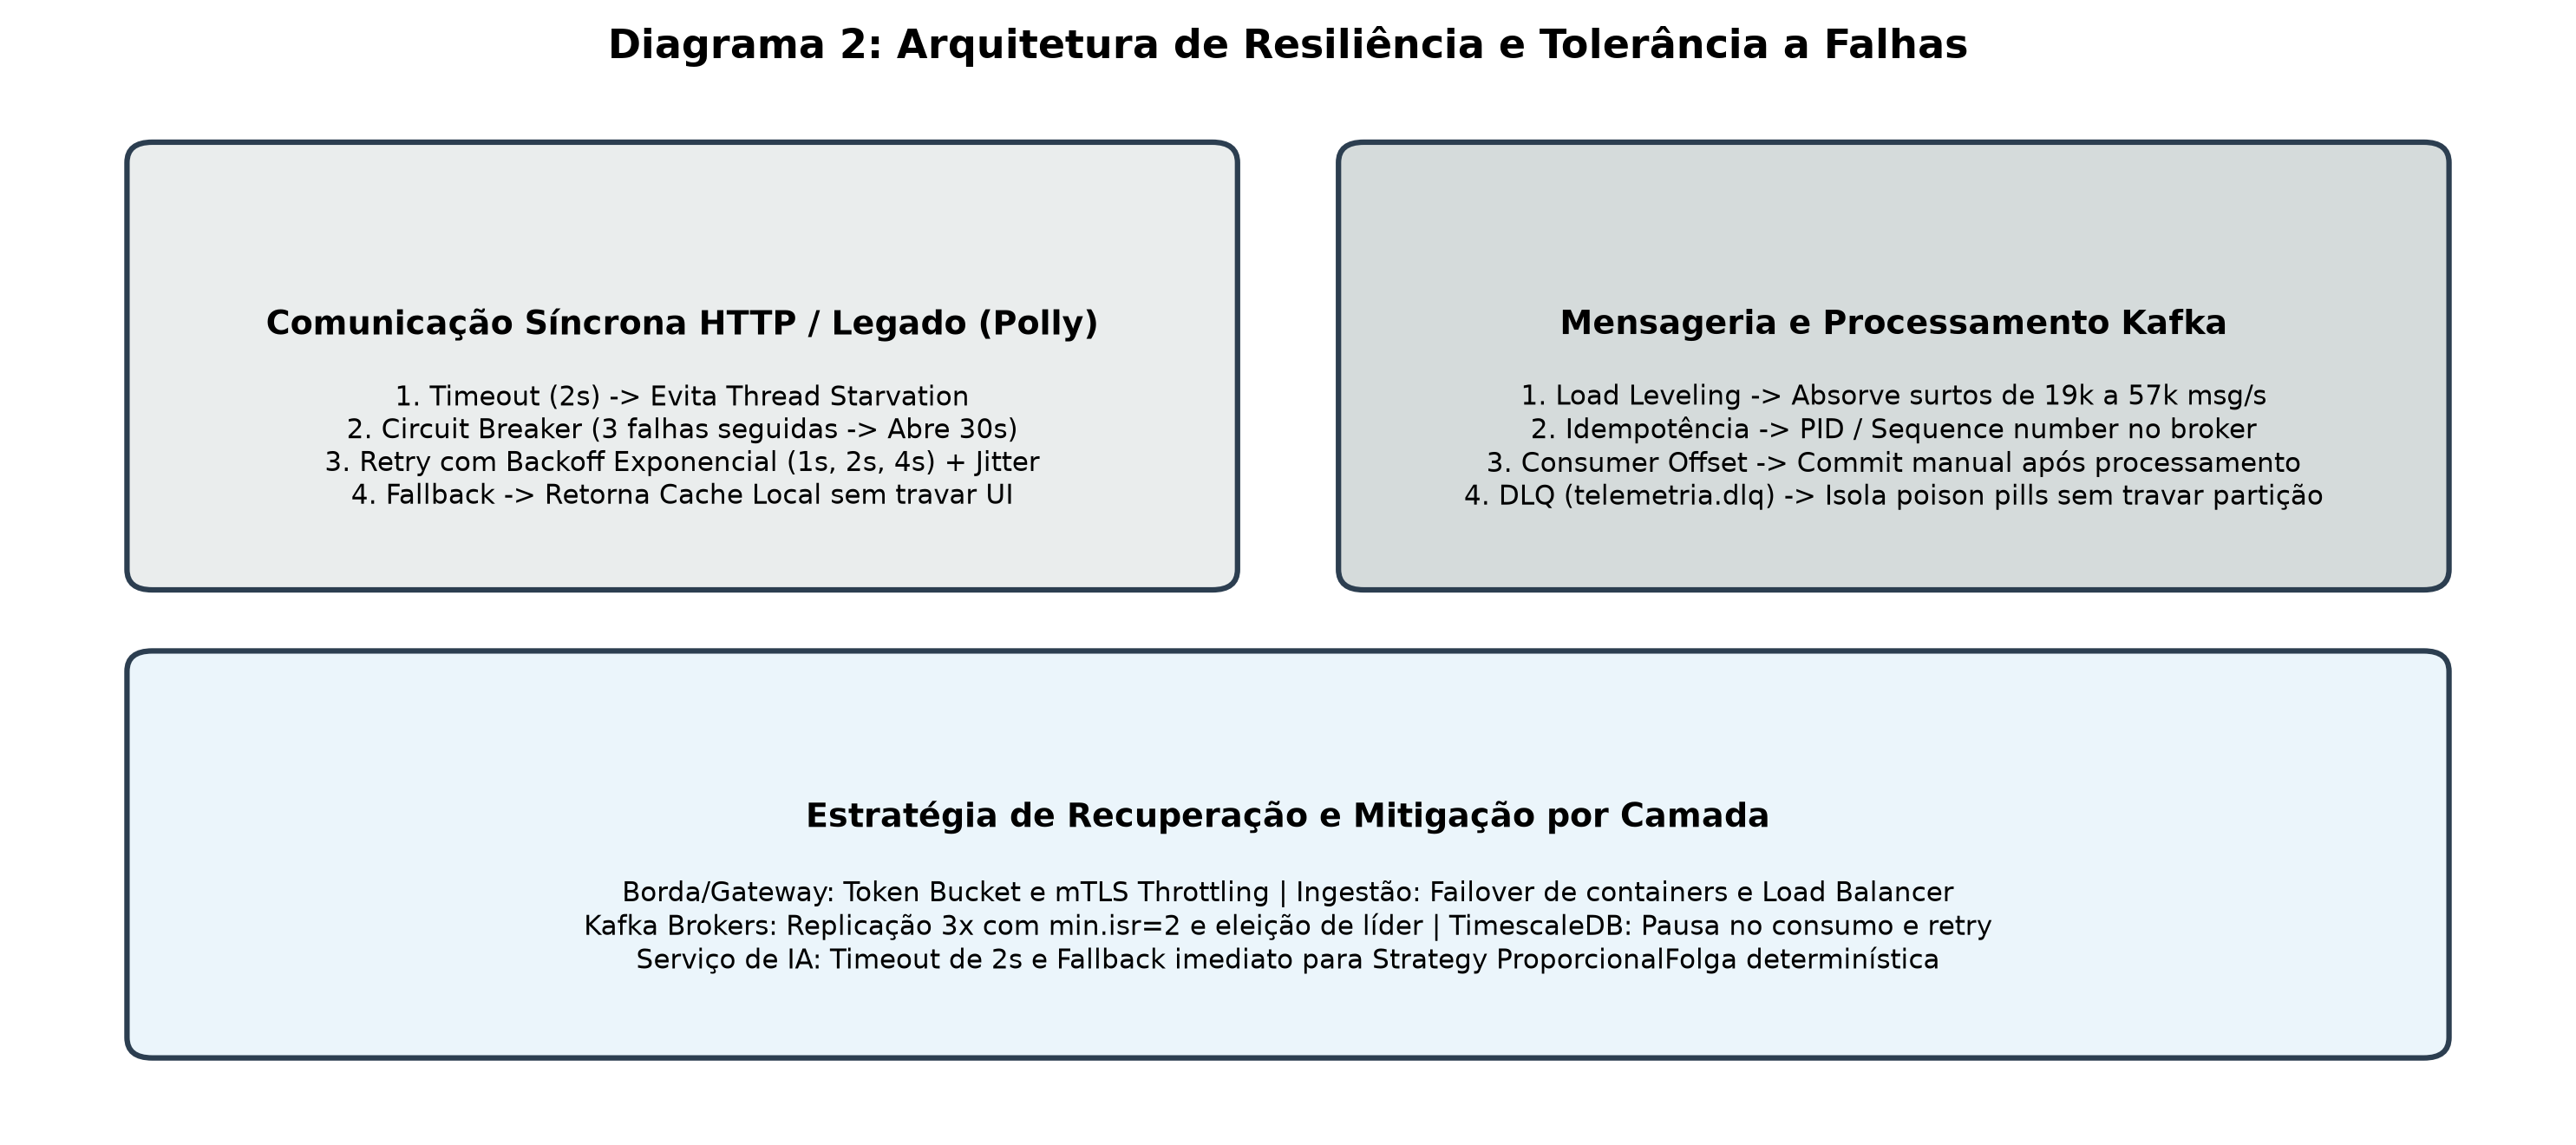 Diagrama 2: Arquitetura de Resiliência e Tolerância a Falhas
Comunicação Síncrona HTTP / Legado (Polly)
1. Timeout (2s) -> Evita Thread Starvation
2. Circuit Breaker (3 falhas seguidas -> Abre 30s)
3. Retry com Backoff Exponencial (1s, 2s, 4s) + Jitter
4. Fallback -> Retorna Cache Local sem travar UI
Mensageria e Processamento Kafka
1. Load Leveling -> Absorve surtos de 19k a 57k msg/s
2. Idempotência -> PID / Sequence number no broker
3. Consumer Offset -> Commit manual após processamento
4. DLQ (telemetria.dlq) -> Isola poison pills sem travar partição
Estratégia de Recuperação e Mitigação por Camada
Borda/Gateway: Token Bucket e mTLS Throttling | Ingestão: Failover de containers e Load Balancer
Kafka Brokers: Replicação 3x com min.isr=2 e eleição de líder | TimescaleDB: Pausa no consumo e retry
Serviço de IA: Timeout de 2s e Fallback imediato para Strategy ProporcionalFolga determinística